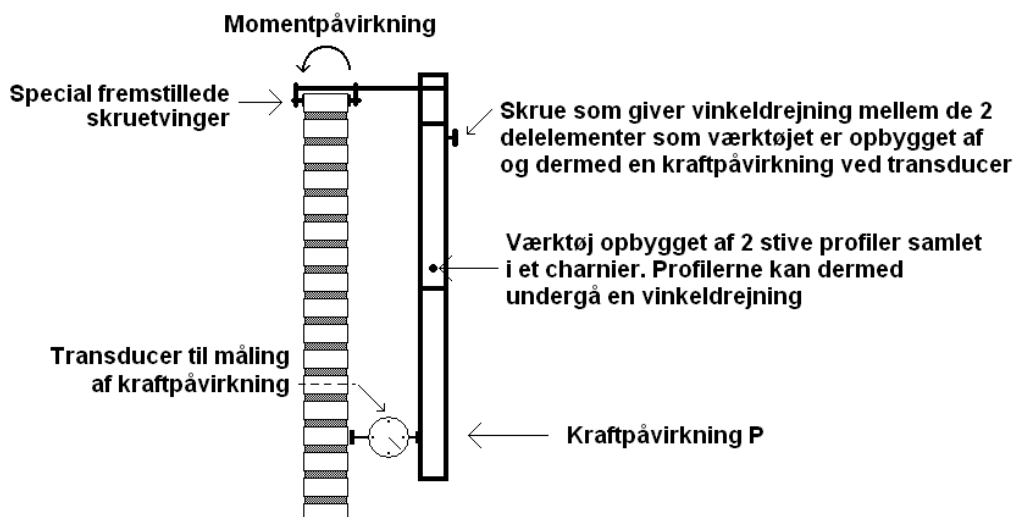 Momentpåvirkning
Special fremstillede
skruetvinger
Skrue som giver vinkeldrejning mellem de 2
delelementer som værktøjet er opbygget af
og dermed en kraftpåvirkning ved transducer
Værktøj opbygget af 2 stive profiler samlet
i et charnier. Profilerne kan dermed
undergå en vinkeldrejning
Transducer til måling
af kraftpåvirkning
Kraftpåvirkning P